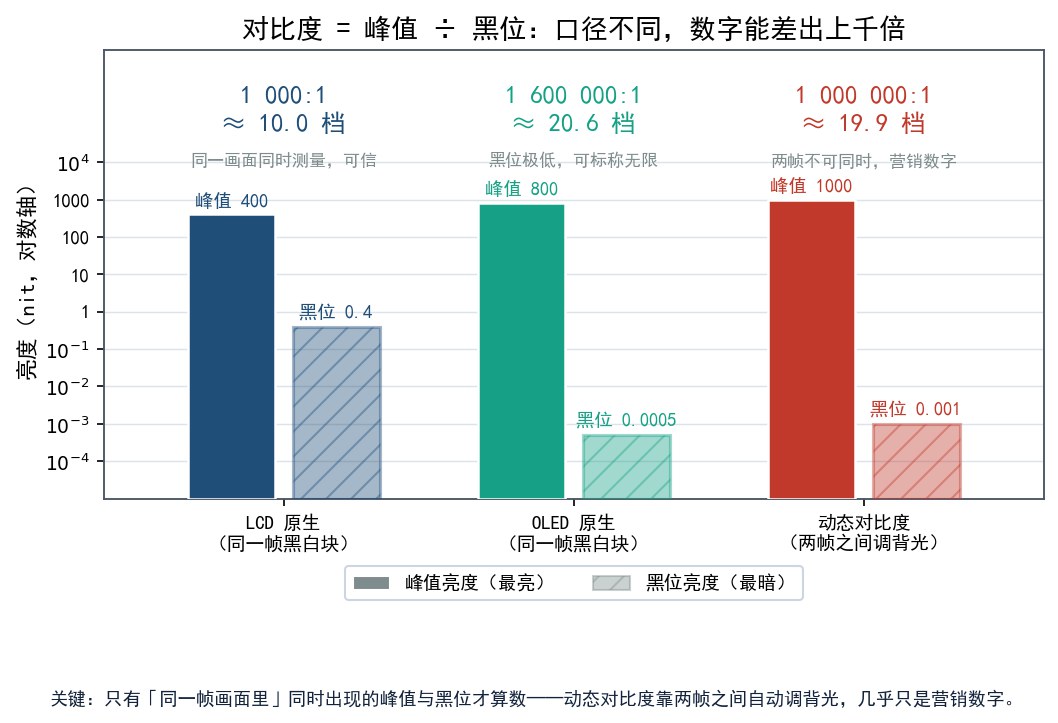 对比度 = 峰值 ÷ 黑位：口径不同，数字能差出上千倍
1 000:1
≈ 10.0 档
1 600 000:1
≈ 20.6 档
1 000 000:1
≈ 19.9 档
同一画面同时测量，可信
黑位极低，可标称无限
两帧不可同时，营销数字
峰值 400
峰值 800
峰值 1000
黑位 0.4
黑位 0.0005
黑位 0.001
亮度（nit，对数轴）
10⁴
1000
100
10
1
10⁻¹
10⁻²
10⁻³
10⁻⁴
LCD 原生
（同一帧黑白块）
OLED 原生
（同一帧黑白块）
动态对比度
（两帧之间调背光）
峰值亮度（最亮）
黑位亮度（最暗）
关键：只有「同一帧画面里」同时出现的峰值与黑位才算数——动态对比度靠两帧之间自动调背光，几乎只是营销数字。